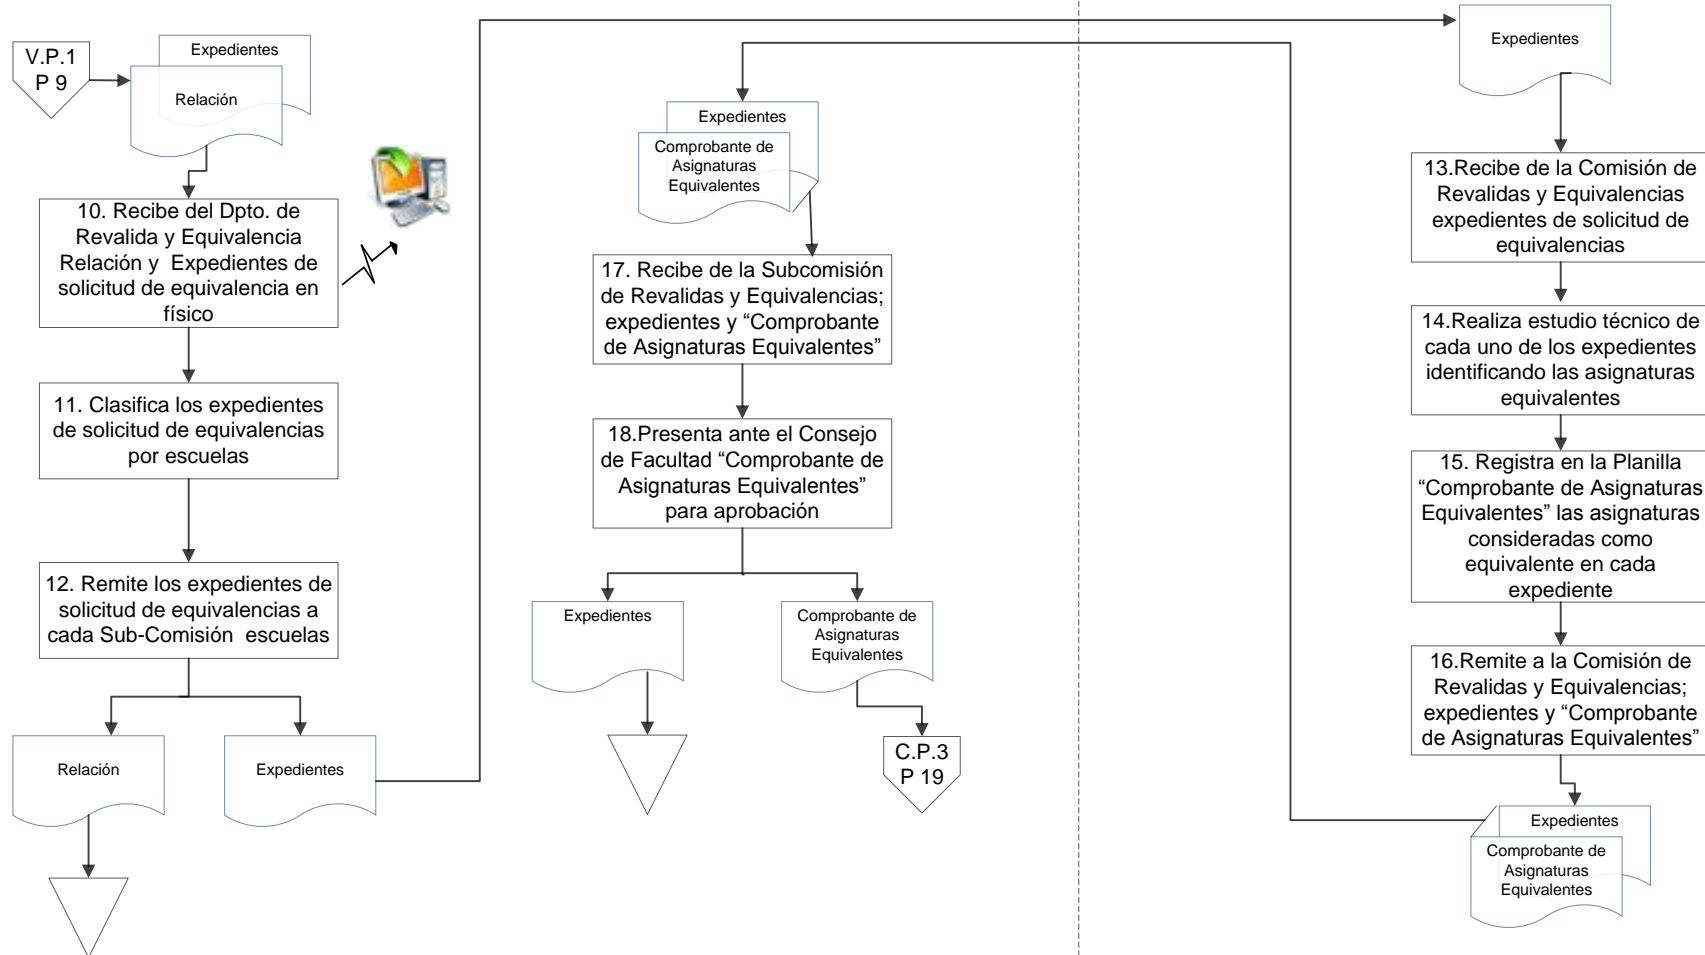 V.P.1
P 9
Expedientes
Relación
10. Recibe del Dpto. de
Revalida y Equivalencia
Relación y Expedientes de
solicitud de equivalencia en
físico
11. Clasifica los expedientes
de solicitud de equivalencias
por escuelas
12. Remite los expedientes de
solicitud de equivalencias a
cada Sub-Comisión escuelas
Relación
Expedientes
Expedientes
13.Recibe de la Comisión de
Revalidas y Equivalencias
expedientes de solicitud de
equivalencias
14.Realiza estudio técnico de
cada uno de los expedientes
identificando las asignaturas
equivalentes
15. Registra en la Planilla
“Comprobante de Asignaturas
Equivalentes” las asignaturas
consideradas como
equivalente en cada
expediente
16.Remite a la Comisión de
Revalidas y Equivalencias;
expedientes y “Comprobante
de Asignaturas Equivalentes”
Expedientes
Comprobante de
Asignaturas
Equivalentes
Expedientes
Comprobante de
Asignaturas
Equivalentes
17. Recibe de la Subcomisión
de Revalidas y Equivalencias;
expedientes y “Comprobante
de Asignaturas Equivalentes”
18.Presenta ante el Consejo
de Facultad “Comprobante de
Asignaturas Equivalentes”
para aprobación
Expedientes
Comprobante de
Asignaturas
Equivalentes
C.P.3
P 19